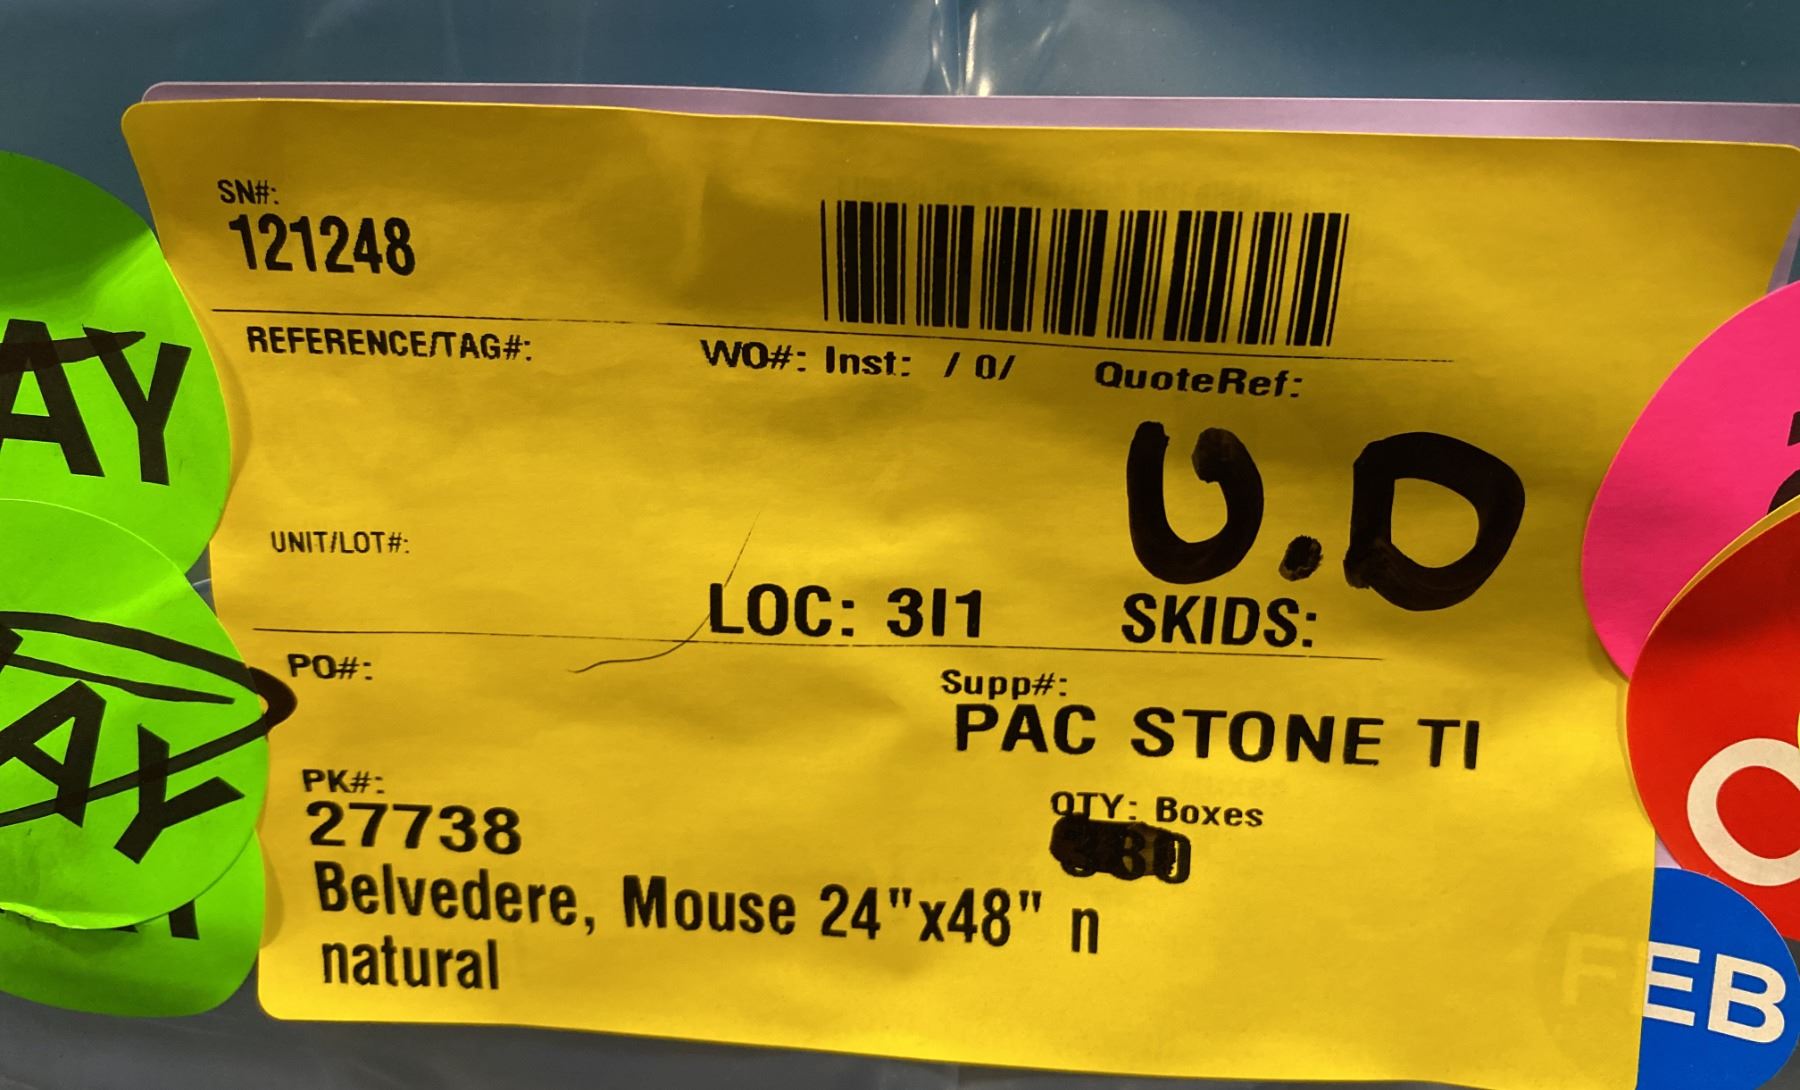 SN#:
121248
REFERENCE/TAG#:
WO#: Inst: / 0/
QuoteRef:
U.D
UNIT/LOT#:
LOC: 3I1
SKIDS:
PO#:
Supp#:
PAC STONE TI
PK#:
27738
QTY: Boxes
Belvedere, Mouse 24"x48" n
natural
AY
AY
FEB
O